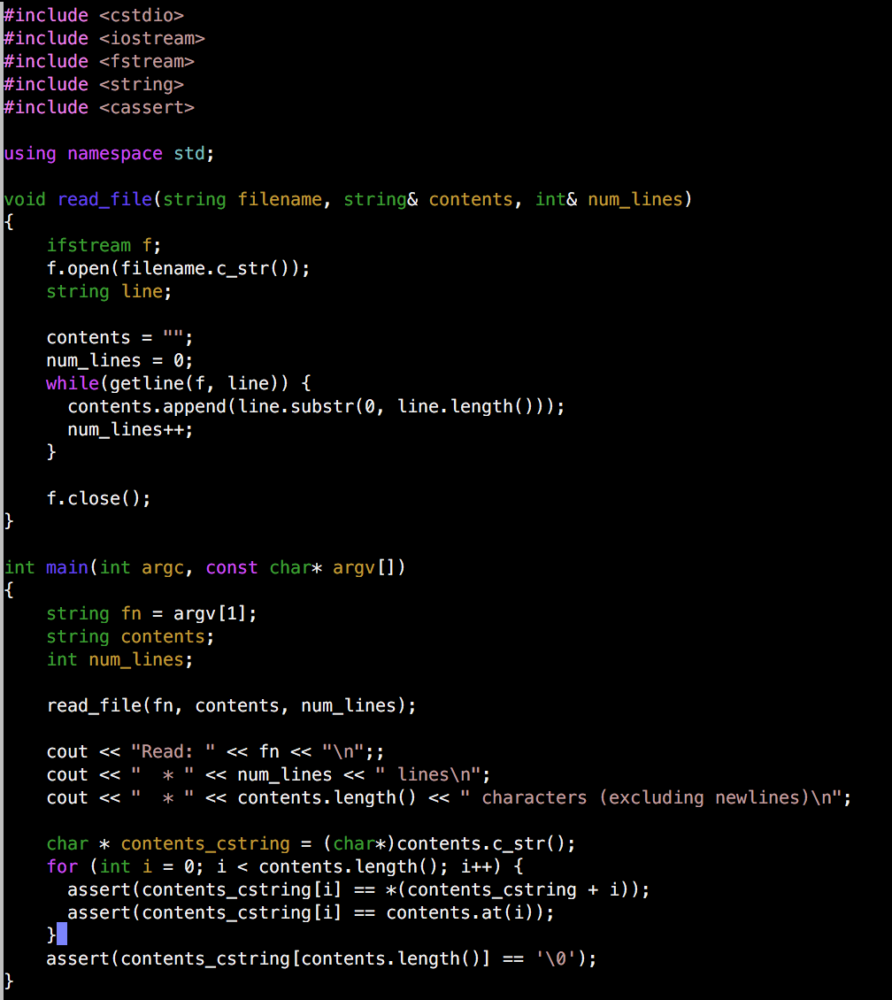 #include <cstdio>
#include <iostream>
#include <fstream>
#include <string>
#include <cassert>

using namespace std;

void read_file(string filename, string& contents, int& num_lines)
{
    ifstream f;
    f.open(filename.c_str());
    string line;

    contents = "";
    num_lines = 0;
    while(getline(f, line)) {
      contents.append(line.substr(0, line.length()));
      num_lines++;
    }

    f.close();
}

int main(int argc, const char* argv[])
{
    string fn = argv[1];
    string contents;
    int num_lines;

    read_file(fn, contents, num_lines);

    cout << "Read: " << fn << "\n";;
    cout << "  * " << num_lines << " lines\n";
    cout << "  * " << contents.length() << " characters (excluding newlines)\n";

    char * contents_cstring = (char*)contents.c_str();
    for (int i = 0; i < contents.length(); i++) {
      assert(contents_cstring[i] == *(contents_cstring + i));
      assert(contents_cstring[i] == contents.at(i));
    }
    assert(contents_cstring[contents.length()] == '\0');
}